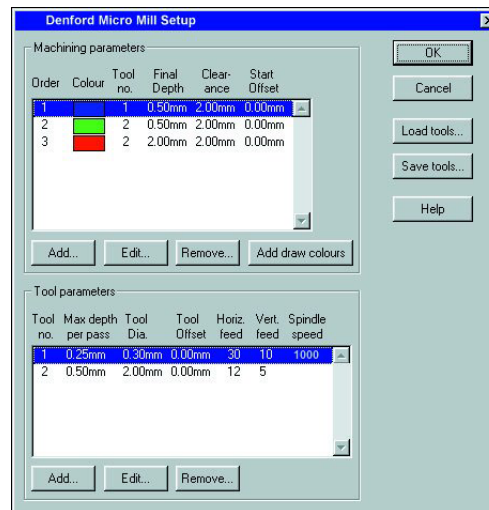 Denford Micro Mill Setup
Machining parameters
Order Colour Tool no. Final Depth Clear- ance Start Offset
1 1 0.50mm 2.00mm 0.00mm
2 2 0.50mm 2.00mm 0.00mm
3 2 2.00mm 2.00mm 0.00mm
Add... Edit... Remove... Add draw colours
OK
Cancel
Load tools...
Save tools...
Help
Tool parameters
Tool no. Max depth per pass Tool Dia. Tool Offset Horiz. feed Vert. feed Spindle speed
1 0.25mm 0.30mm 0.00mm 30 10 1000
2 0.50mm 2.00mm 0.00mm 12 5
Add... Edit... Remove...